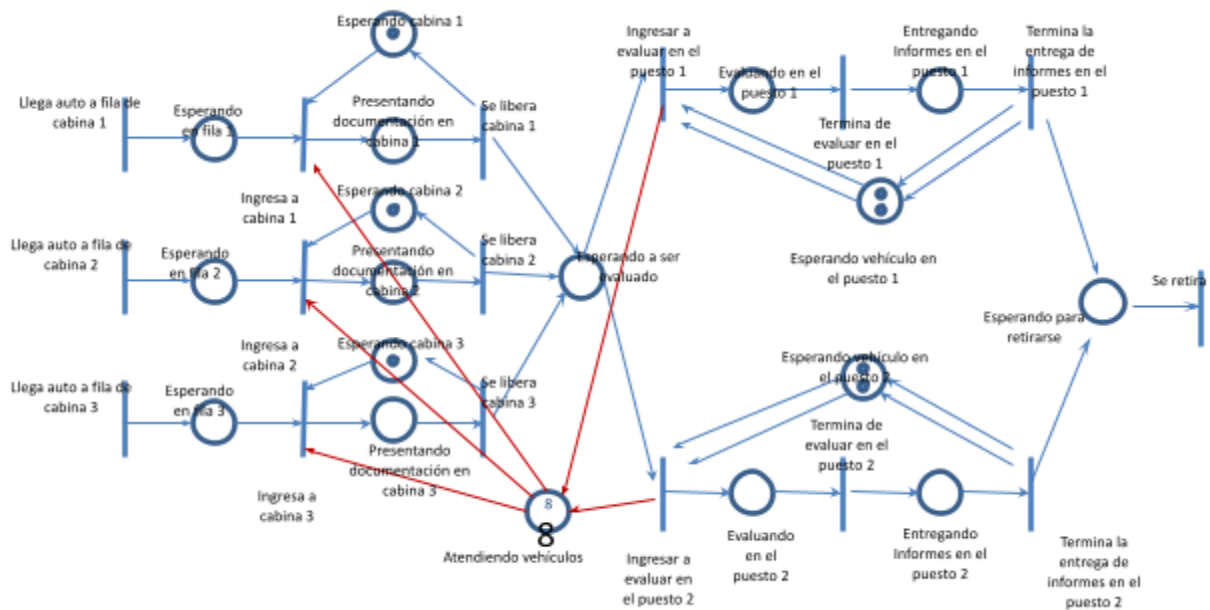 Esperando cabina 1
Llega auto a fila de
cabina 1
Esperando
en fila 1
Presentando
documentación en
cabina 1
Se libera
cabina 1
Ingresa a
cabina 1
Esperando cabina 2
Llega auto a fila de
cabina 2
Esperando
en fila 2
Presentando
documentación en
cabina 2
Se libera
cabina 2
Ingresa a
cabina 2
Esperando cabina 3
Llega auto a fila de
cabina 3
Esperando
en fila 3
Se libera
cabina 3
Presentando
documentación en
cabina 3
Ingresa a
cabina 3
Esperando a ser
evaluado
8
8
Atendiendo vehículos
Ingresar a
evaluar en el
puesto 1
Evaluando en el
puesto 1
Entregando
Informes en el
puesto 1
Termina la
entrega de
informes en el
puesto 1
Termina de
evaluar en el
puesto 1
Esperando vehículo en
el puesto 1
Se retira
Esperando para
retirarse
Esperando vehículo en
el puesto 2
Termina de
evaluar en el
puesto 2
Ingresar a
evaluar en
el puesto 2
Evaluando
en el
puesto 2
Entregando
Informes en el
puesto 2
Termina la
entrega de
informes en el
puesto 2